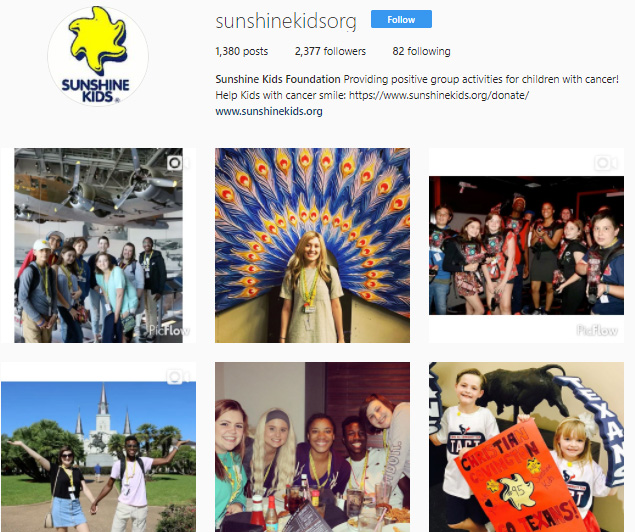 sunshinekidsorg Follow
1,380 posts 2,377 followers 82 following
SUNSHINE
KIDS®
Sunshine Kids Foundation Providing positive group activities for children with cancer!
Help Kids with cancer smile: https://www.sunshinekids.org/donate/
www.sunshinekids.org
PicFlow
PicFlow
TEXANS
TEXANS!